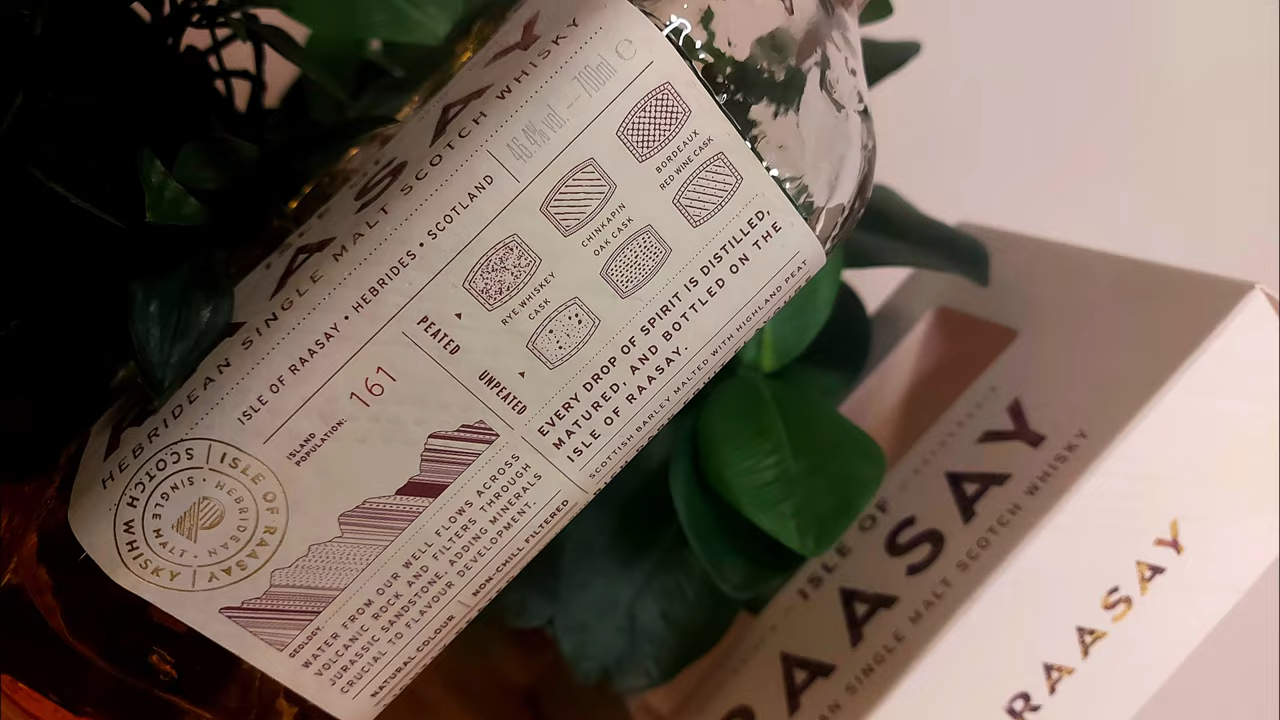 RAASAY
HEBRIDEAN SINGLE MALT SCOTCH WHISKY
ISLE OF RAASAY • HEBRIDES • SCOTLAND
46.4% vol. — 700ml e
ISLAND
POPULATION: 161
PEATED
UNPEATED
RYE WHISKEY
CASK
CHINKAPIN
OAK CASK
BORDEAUX
RED WINE CASK
EVERY DROP OF SPIRIT IS DISTILLED,
MATURED, AND BOTTLED ON THE
ISLE OF RAASAY.
SCOTTISH BARLEY MALTED WITH HIGHLAND PEAT
ISLE OF RAASAY
SCOTCH WHISKY
HEBRIDEAN
SINGLE MALT
GEOLOGY
WATER FROM OUR WELL FLOWS ACROSS
VOLCANIC ROCK AND FILTERS THROUGH
JURASSIC SANDSTONE, ADDING MINERALS
CRUCIAL TO FLAVOUR DEVELOPMENT.
NATURAL COLOUR
NON-CHILL FILTERED
ISLE OF
RAASAY
SINGLE MALT SCOTCH WHISKY
RAASAY